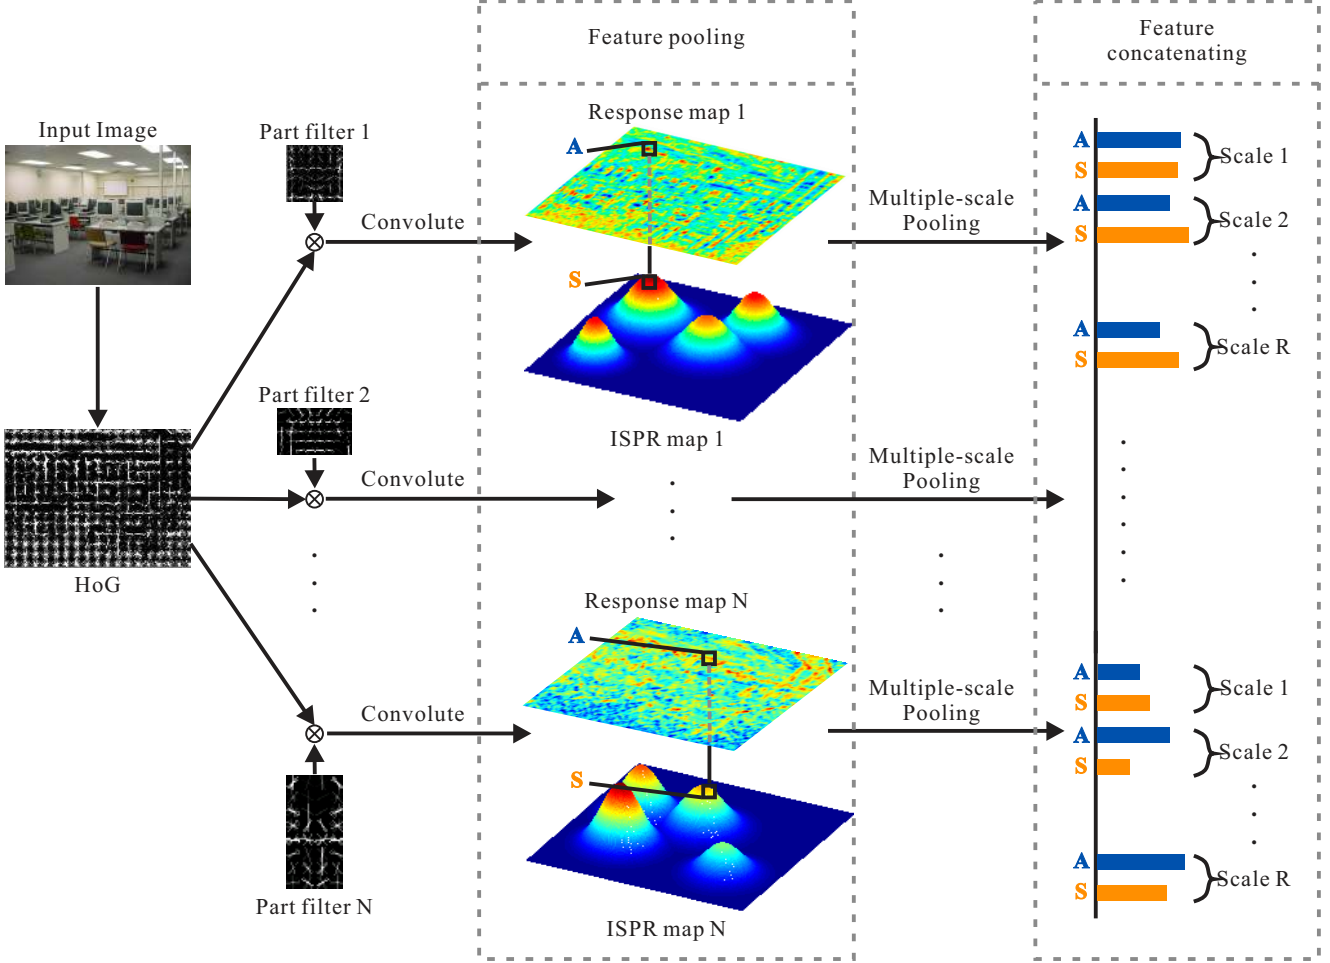 Feature pooling
Feature
concatenating
Input Image
Part filter 1
Response map 1
A
Convolute
Multiple-scale
Pooling
S
ISPR map 1
A
S
Scale 1
A
S
Scale 2
A
S
Scale R
Part filter 2
Convolute
Multiple-scale
Pooling
HoG
Response map N
A
Convolute
Multiple-scale
Pooling
S
Part filter N
ISPR map N
A
S
Scale 1
A
S
Scale 2
A
S
Scale R